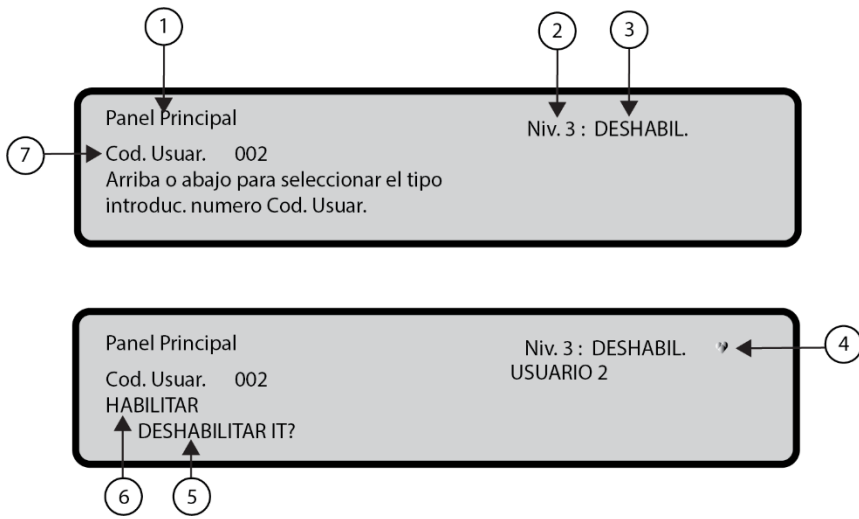 1
2
3
Panel Principal
Niv. 3 : DESHABIL.
7
Cod. Usuar. 002
Arriba o abajo para seleccionar el tipo
introduc. numero Cod. Usuar.
Panel Principal
Niv. 3 : DESHABIL.
4
Cod. Usuar. 002
USUARIO 2
HABILITAR
DESHABILITAR IT?
6
5